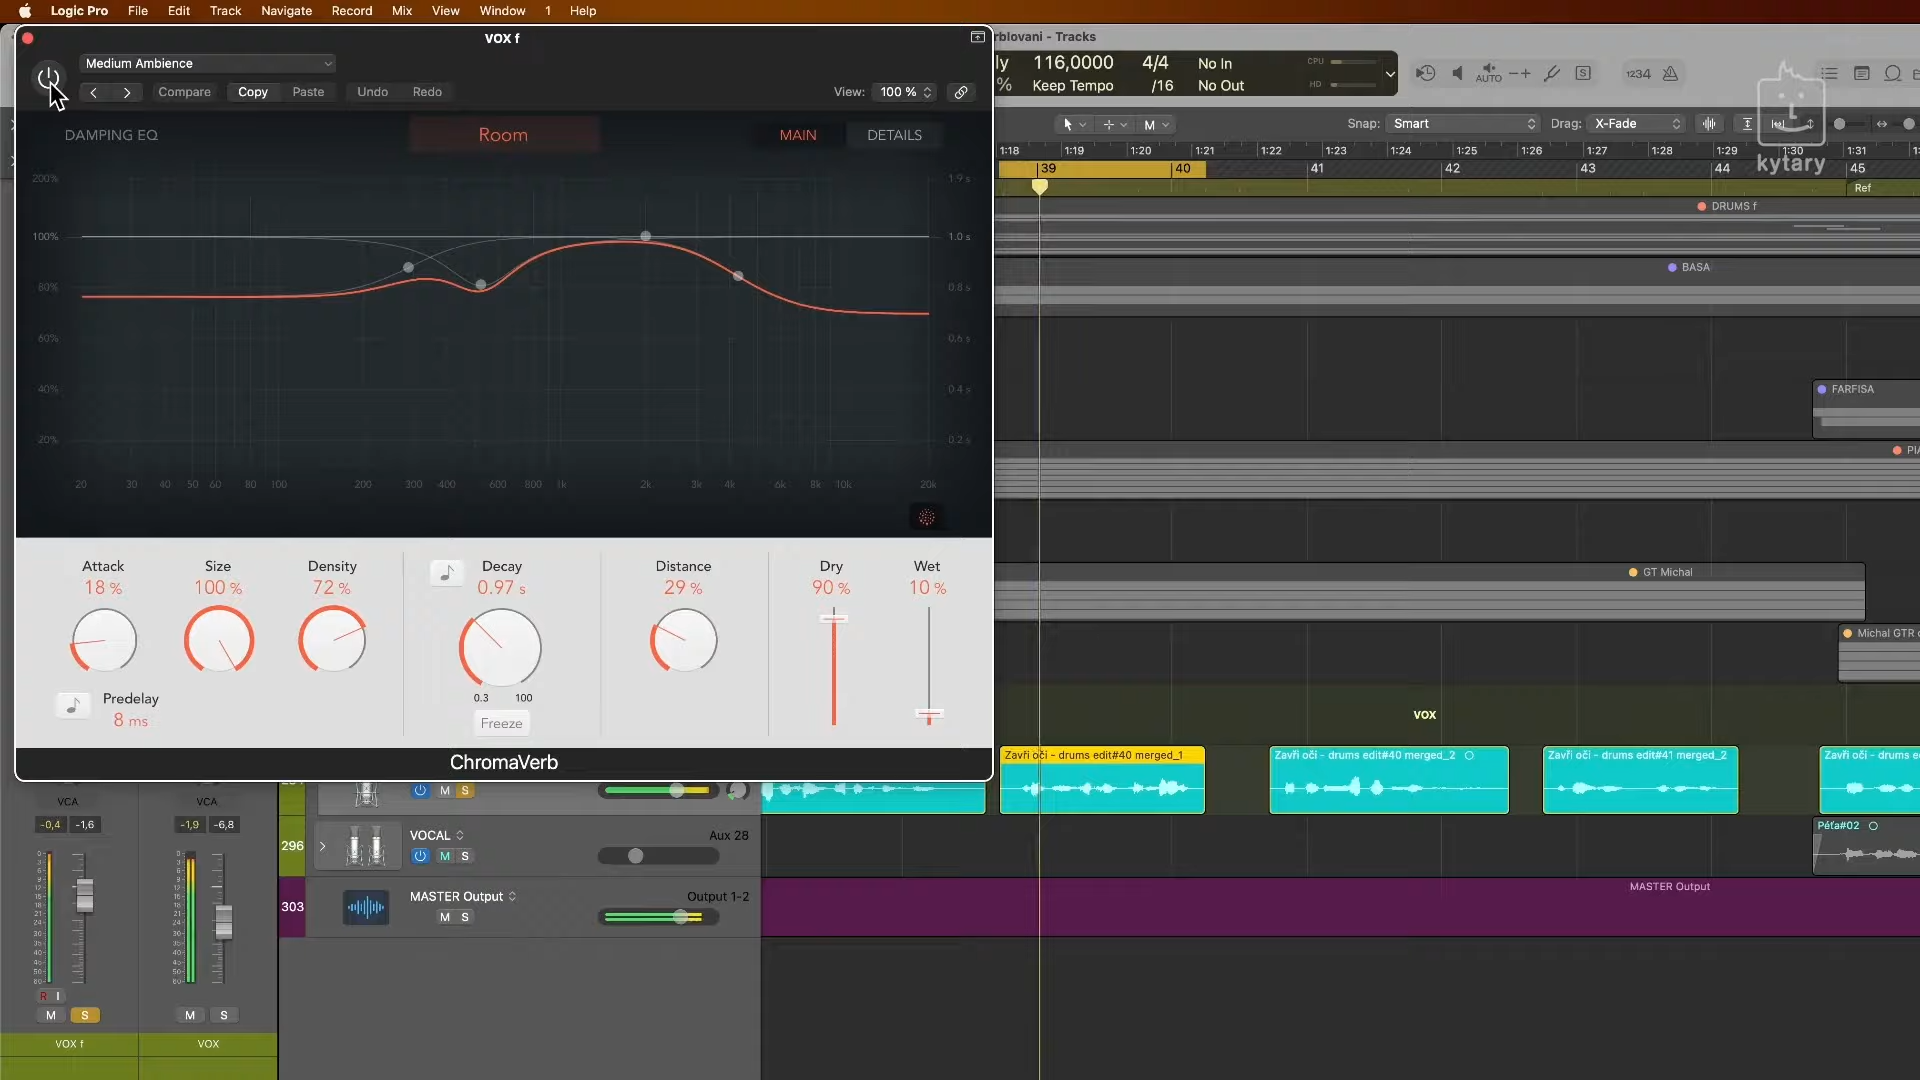 Logic Pro File Edit Track Navigate Record Mix View Window 1 Help
VOX f
rblovani - Tracks
Medium Ambience
Compare Copy Paste Undo Redo
View: 100 %
ly 116,0000 4/4 No In
% Keep Tempo /16 No Out
CPU
HD
AUTO
1234
kytary
DAMPING EQ Room MAIN DETAILS
M Snap: Smart Drag: X-Fade
1:18 1:19 1:20 1:21 1:22 1:23 1:24 1:25 1:26 1:27 1:28 1:29 1:30 1:31
39 40 41 42 43 44 45
Ref
200% 1.9 s
100% 1.0 s
80% 0.8 s
60% 0.6 s
40% 0.4 s
20% 0.2 s
20 30 40 50 60 80 100 200 300 400 600 800 1k 2k 3k 4k 6k 8k 10k 20k
DRUMS f
BASA
FARFISA
GT Michal
Michal GTR
VOX
Attack Size Density Decay Distance Dry Wet
18 % 100 % 72 % 0.97 s 29 % 90 % 10 %
0.3 100
Predelay
8 ms
Freeze
ChromaVerb
Zavři oči - drums edit#40 merged_1
Zavři oči - drums edit#40 merged_2
Zavři oči - drums edit#41 merged_2
Zavři oči - drums e
Péťa#02
M S
VCA VCA
-0,4 -1,6 -1,9 -6,8
296 VOCAL Aux 28
M S
303 MASTER Output Output 1-2
M S
MASTER Output
R I
M S M S
VOX f VOX